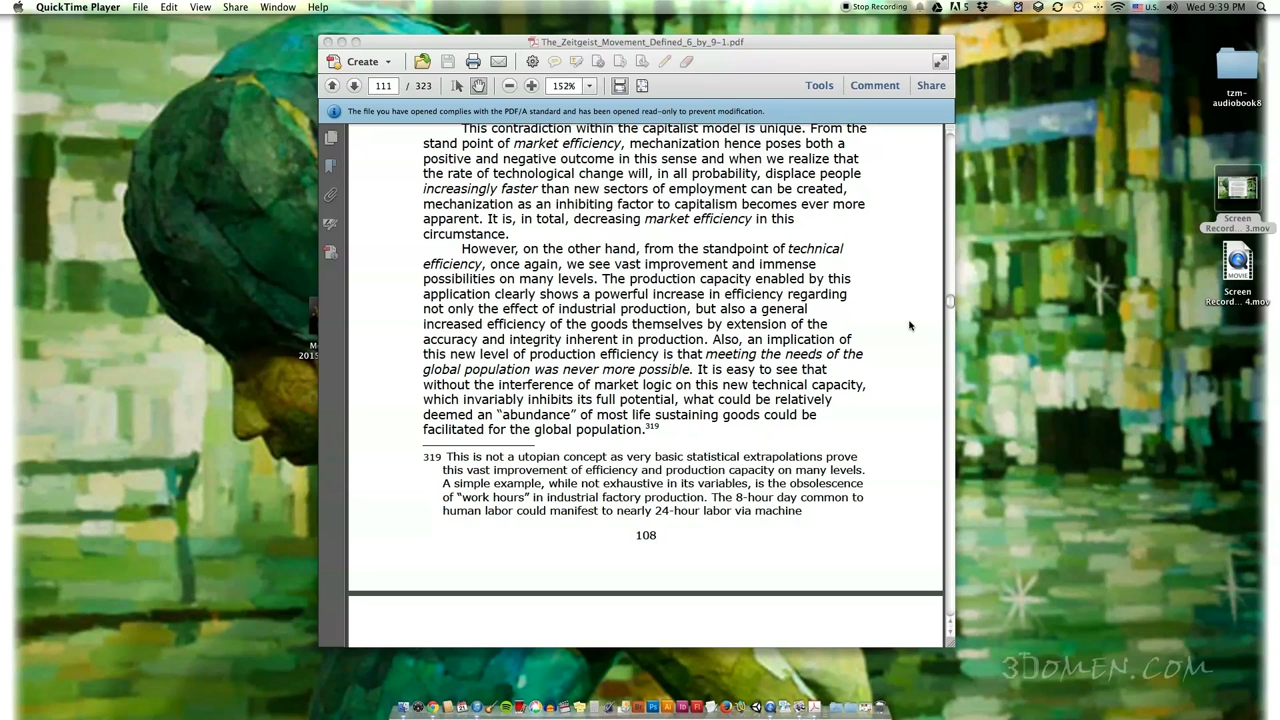 QuickTime Player File Edit View Share Window Help
Stop Recording
5
U.S.
Wed 9:39 PM
The_Zeitgeist_Movement_Defined_6_by_9-1.pdf
Create
111 / 323
152%
Tools Comment Share
The file you have opened complies with the PDF/A standard and has been opened read-only to prevent modification.
This contradiction within the capitalist model is unique. From the
stand point of market efficiency, mechanization hence poses both a
positive and negative outcome in this sense and when we realize that
the rate of technological change will, in all probability, displace people
increasingly faster than new sectors of employment can be created,
mechanization as an inhibiting factor to capitalism becomes ever more
apparent. It is, in total, decreasing market efficiency in this
circumstance.
However, on the other hand, from the standpoint of technical
efficiency, once again, we see vast improvement and immense
possibilities on many levels. The production capacity enabled by this
application clearly shows a powerful increase in efficiency regarding
not only the effect of industrial production, but also a general
increased efficiency of the goods themselves by extension of the
accuracy and integrity inherent in production. Also, an implication of
this new level of production efficiency is that meeting the needs of the
global population was never more possible. It is easy to see that
without the interference of market logic on this new technical capacity,
which invariably inhibits its full potential, what could be relatively
deemed an “abundance” of most life sustaining goods could be
facilitated for the global population.319
319 This is not a utopian concept as very basic statistical extrapolations prove
this vast improvement of efficiency and production capacity on many levels.
A simple example, while not exhaustive in its variables, is the obsolescence
of “work hours” in industrial factory production. The 8-hour day common to
human labor could manifest to nearly 24-hour labor via machine
108
tzm-
audiobook8
Screen
Record... 3.mov
MOVIE
Screen
Record... 4.mov
3DOMEN.COM